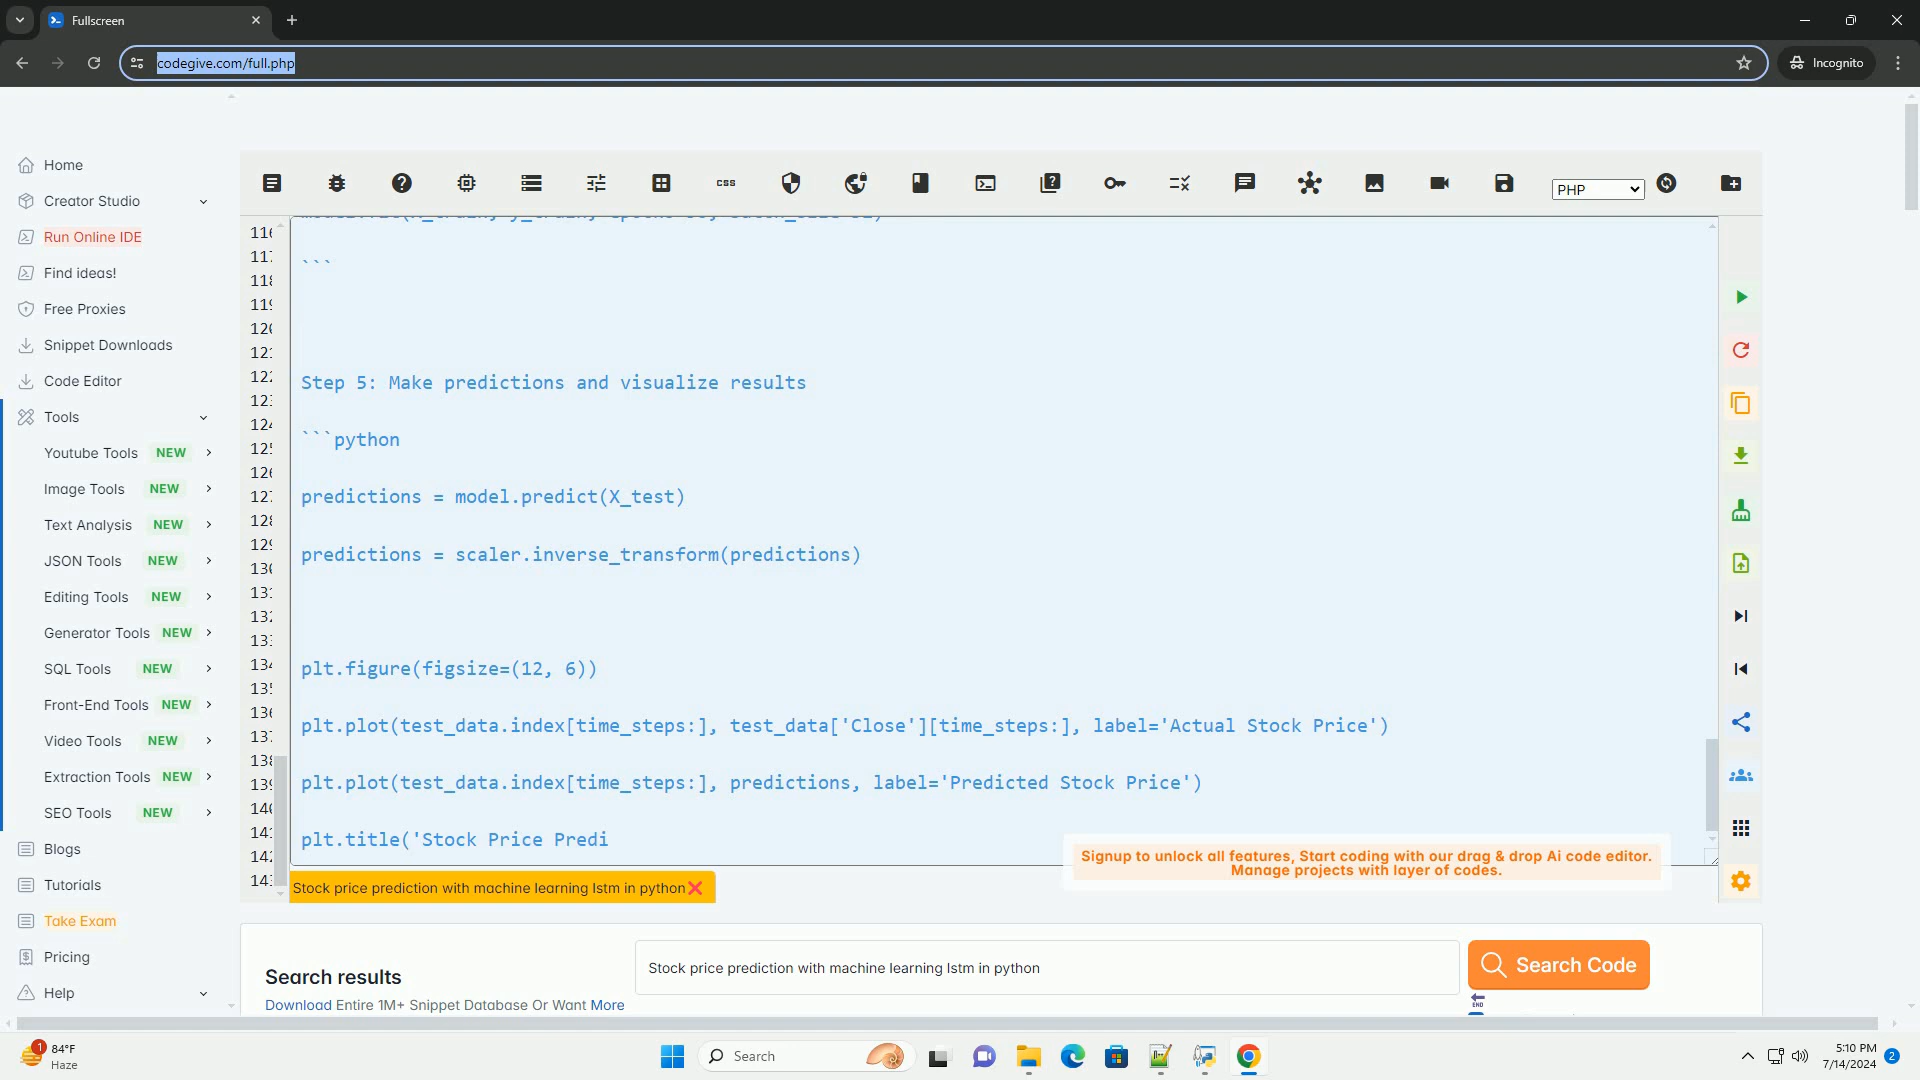 Fullscreen
codegive.com/full.php
Incognito
Home
Creator Studio
Run Online IDE
Find ideas!
Free Proxies
Snippet Downloads
Code Editor
Tools
Youtube Tools NEW
Image Tools NEW
Text Analysis NEW
JSON Tools NEW
Editing Tools NEW
Generator Tools NEW
SQL Tools NEW
Front-End Tools NEW
Video Tools NEW
Extraction Tools NEW
SEO Tools NEW
Blogs
Tutorials
Take Exam
Pricing
Help
css
PHP
```
Step 5: Make predictions and visualize results
```python
predictions = model.predict(X_test)
predictions = scaler.inverse_transform(predictions)
plt.figure(figsize=(12, 6))
plt.plot(test_data.index[time_steps:], test_data['Close'][time_steps:], label='Actual Stock Price')
plt.plot(test_data.index[time_steps:], predictions, label='Predicted Stock Price')
plt.title('Stock Price Predi
Signup to unlock all features, Start coding with our drag & drop Ai code editor.
Manage projects with layer of codes.
Stock price prediction with machine learning lstm in python
Search results
Stock price prediction with machine learning lstm in python
Search Code
Download Entire 1M+ Snippet Database Or Want More
END
1
84°F
Haze
Search
5:10 PM
7/14/2024
2